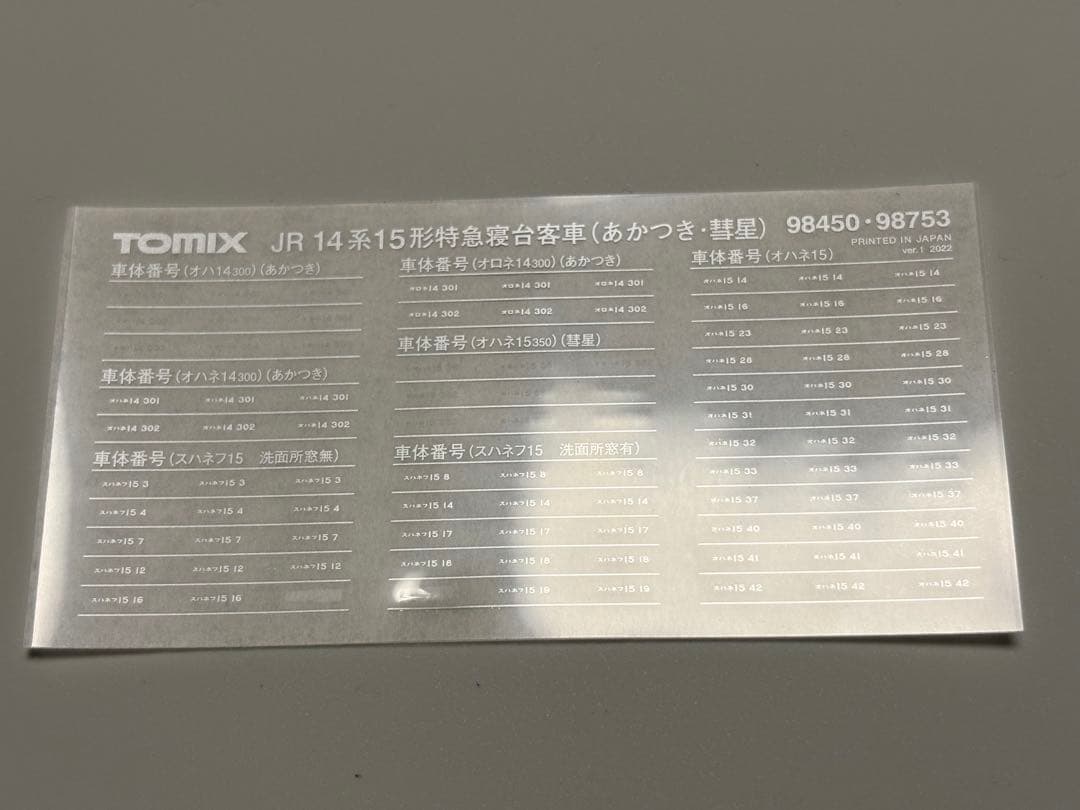 TOMIX JR 14系15形特急寝台客車(あかつき・彗星) 98450・98753
PRINTED IN JAPAN
ver.1 2022
車体番号(オハ14300)(あかつき)
車体番号(オハネ14300)(あかつき)
オハネ14 301 オハネ14 301 オハネ14 301
オハネ14 302 オハネ14 302 オハネ14 302
車体番号(スハネフ15 洗面所窓無)
スハネフ15 3 スハネフ15 3 スハネフ15 3
スハネフ15 4 スハネフ15 4 スハネフ15 4
スハネフ15 7 スハネフ15 7 スハネフ15 7
スハネフ15 12 スハネフ15 12 スハネフ15 12
スハネフ15 16 スハネフ15 16
車体番号(オロネ14300)(あかつき)
オロネ14 301 オロネ14 301 オロネ14 301
オロネ14 302 オロネ14 302 オロネ14 302
車体番号(オハネ15350)(彗星)
車体番号(スハネフ15 洗面所窓有)
スハネフ15 8 スハネフ15 8 スハネフ15 8
スハネフ15 14 スハネフ15 14 スハネフ15 14
スハネフ15 17 スハネフ15 17 スハネフ15 17
スハネフ15 18 スハネフ15 18 スハネフ15 18
スハネフ15 19 スハネフ15 19
車体番号(オハネ15)
オハネ15 14 オハネ15 14 オハネ15 14
オハネ15 16 オハネ15 16 オハネ15 16
オハネ15 23 オハネ15 23 オハネ15 23
オハネ15 28 オハネ15 28 オハネ15 28
オハネ15 30 オハネ15 30 オハネ15 30
オハネ15 31 オハネ15 31 オハネ15 31
オハネ15 32 オハネ15 32 オハネ15 32
オハネ15 33 オハネ15 33 オハネ15 33
オハネ15 37 オハネ15 37 オハネ15 37
オハネ15 40 オハネ15 40 オハネ15 40
オハネ15 41 オハネ15 41 オハネ15 41
オハネ15 42 オハネ15 42 オハネ15 42